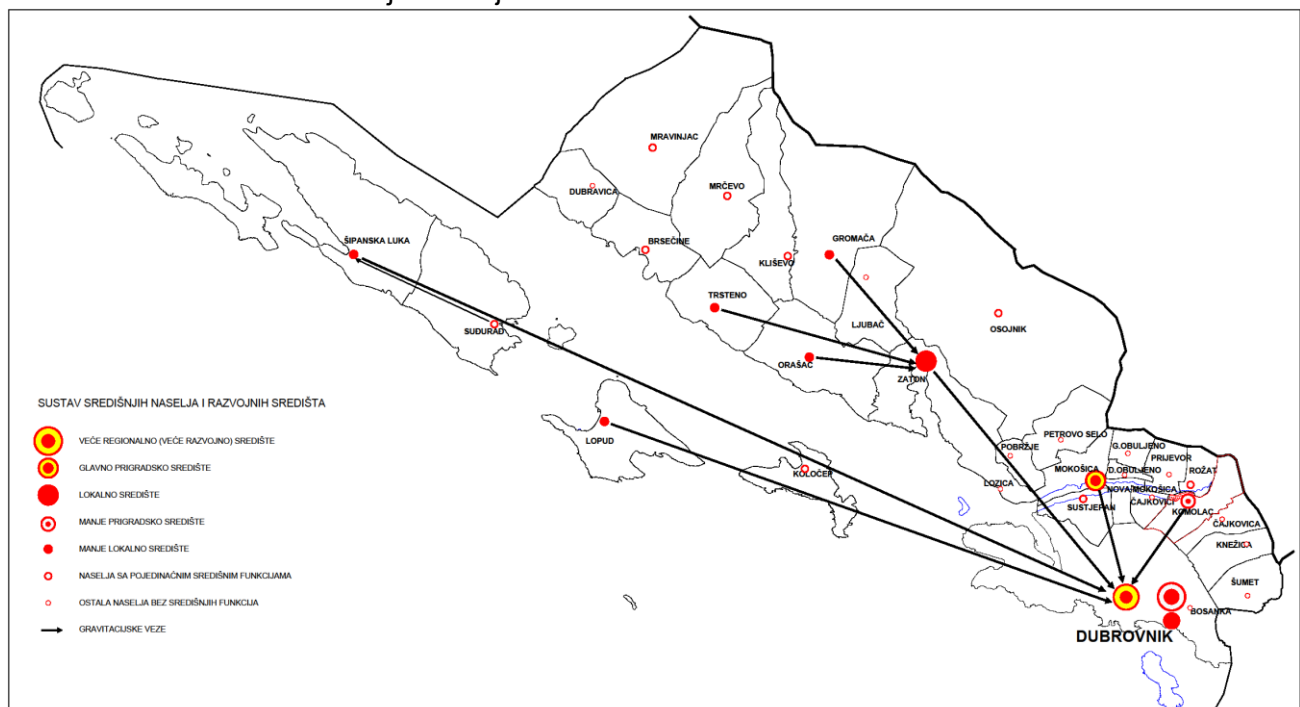 MRAVINJAC
DUBRAVICA
MRČEVO
BRSEČINE
KLIŠEVO
GROMAČA
ŠIPANSKA LUKA
TRSTENO
LJUBAČ
OSOJNIK
SUĐURAĐ
ORAŠAC
ZATON
LOPUD
KOLOČEP
POBRŽJE
PETROVO SELO
G.OBULJENO
PRIJEVOR
MOKOŠICA
D.OBULJENO
ROŽAT
LOZICA
NOVA MOKOŠICA
SUSTJEPAN
ČAJKOVIĆI
KOMOLAC
ČAJKOVICA
KNEŽICA
ŠUMET
BOSANKA
DUBROVNIK
SUSTAV SREDIŠNJIH NASELJA I RAZVOJNIH SREDIŠTA
VEĆE REGIONALNO (VEĆE RAZVOJNO) SREDIŠTE
GLAVNO PRIGRADSKO SREDIŠTE
LOKALNO SREDIŠTE
MANJE PRIGRADSKO SREDIŠTE
MANJE LOKALNO SREDIŠTE
NASELJA SA POJEDINAČNIM SREDIŠNIM FUNKCIJAMA
OSTALA NASELJA BEZ SREDIŠNJIH FUNKCIJA
GRAVITACIJSKE VEZE